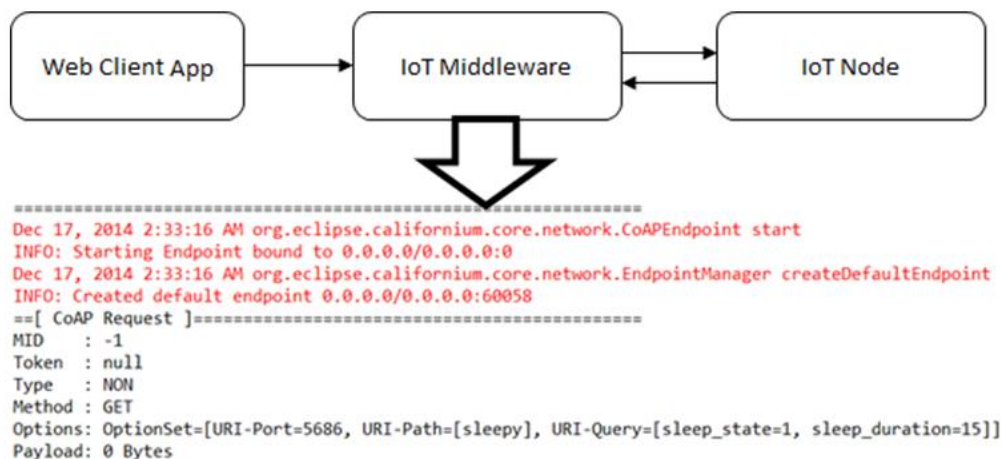 Web Client App
IoT Middleware
IoT Node
=================================================================
Dec 17, 2014 2:33:16 AM org.eclipse.californium.core.network.CoAPEndpoint start
INFO: Starting Endpoint bound to 0.0.0.0/0.0.0.0:0
Dec 17, 2014 2:33:16 AM org.eclipse.californium.core.network.EndpointManager createDefaultEndpoint
INFO: Created default endpoint 0.0.0.0/0.0.0.0:60058
==[ CoAP Request ]==============================================
MID    : -1
Token  : null
Type   : NON
Method : GET
Options: OptionSet=[URI-Port=5686, URI-Path=[sleepy], URI-Query=[sleep_state=1, sleep_duration=15]]
Payload: 0 Bytes